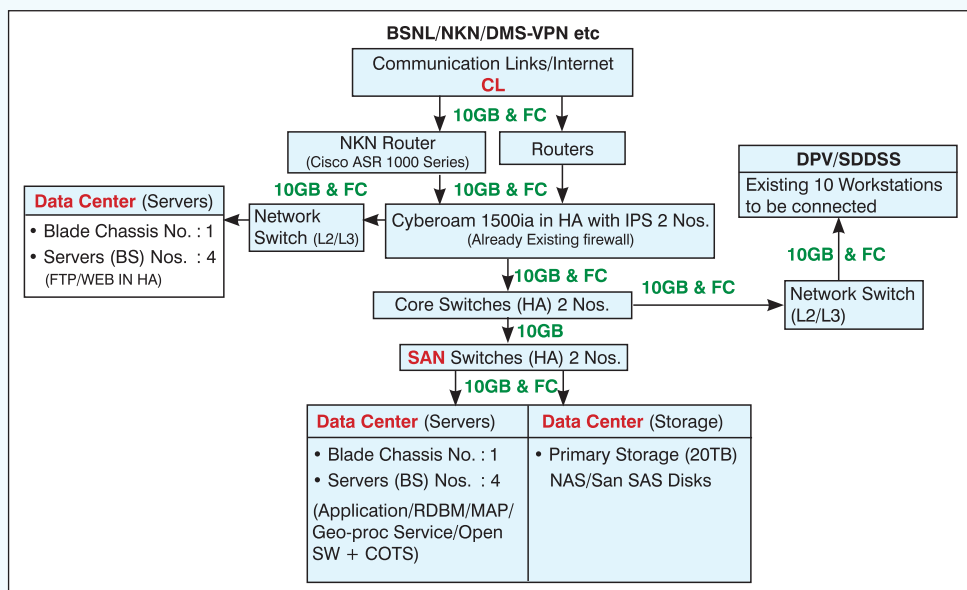 BSNL/NKN/DMS-VPN etc
Communication Links/Internet
CL
10GB & FC
NKN Router
(Cisco ASR 1000 Series)
Routers
10GB & FC
10GB & FC
Data Center (Servers)
• Blade Chassis No. : 1
• Servers (BS) Nos. : 4
(FTP/WEB IN HA)
Network
Switch (L2/L3)
Cyberoam 1500ia in HA with IPS 2 Nos.
(Already Existing firewall)
DPV/SDDSS
Existing 10 Workstations
to be connected
10GB & FC
10GB & FC
10GB & FC
Core Switches (HA) 2 Nos.
Network Switch
(L2/L3)
10GB
SAN Switches (HA) 2 Nos.
10GB & FC
Data Center (Servers)
• Blade Chassis No. : 1
• Servers (BS) Nos. : 4
(Application/RDBM/MAP/
Geo-proc Service/Open
SW + COTS)
Data Center (Storage)
• Primary Storage (20TB)
NAS/San SAS Disks